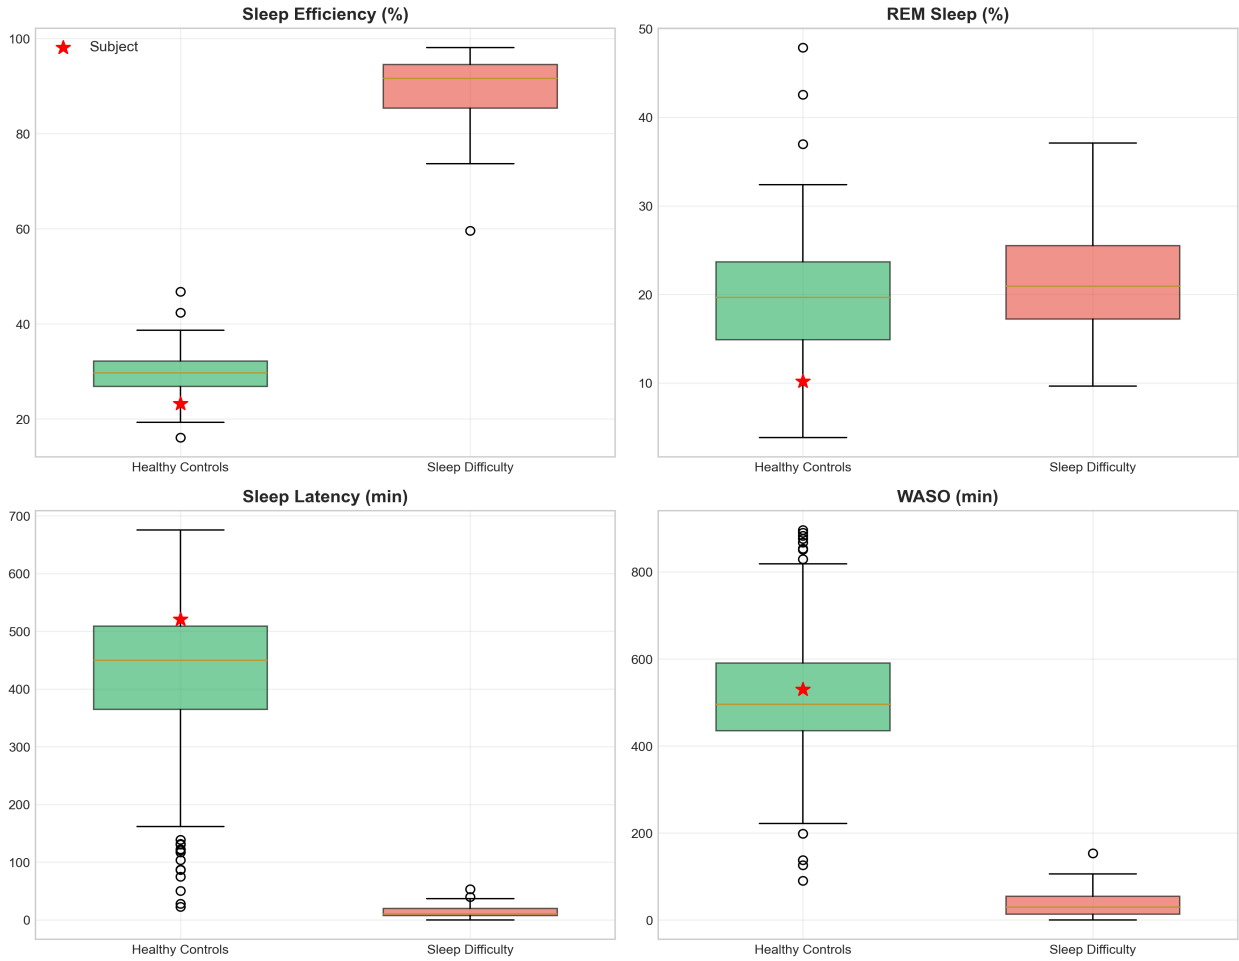 Sleep Efficiency (%)
100
80
60
40
20
Subject
Healthy Controls
Sleep Difficulty
REM Sleep (%)
50
40
30
20
10
Healthy Controls
Sleep Difficulty
Sleep Latency (min)
700
600
500
400
300
200
100
0
Healthy Controls
Sleep Difficulty
WASO (min)
800
600
400
200
0
Healthy Controls
Sleep Difficulty